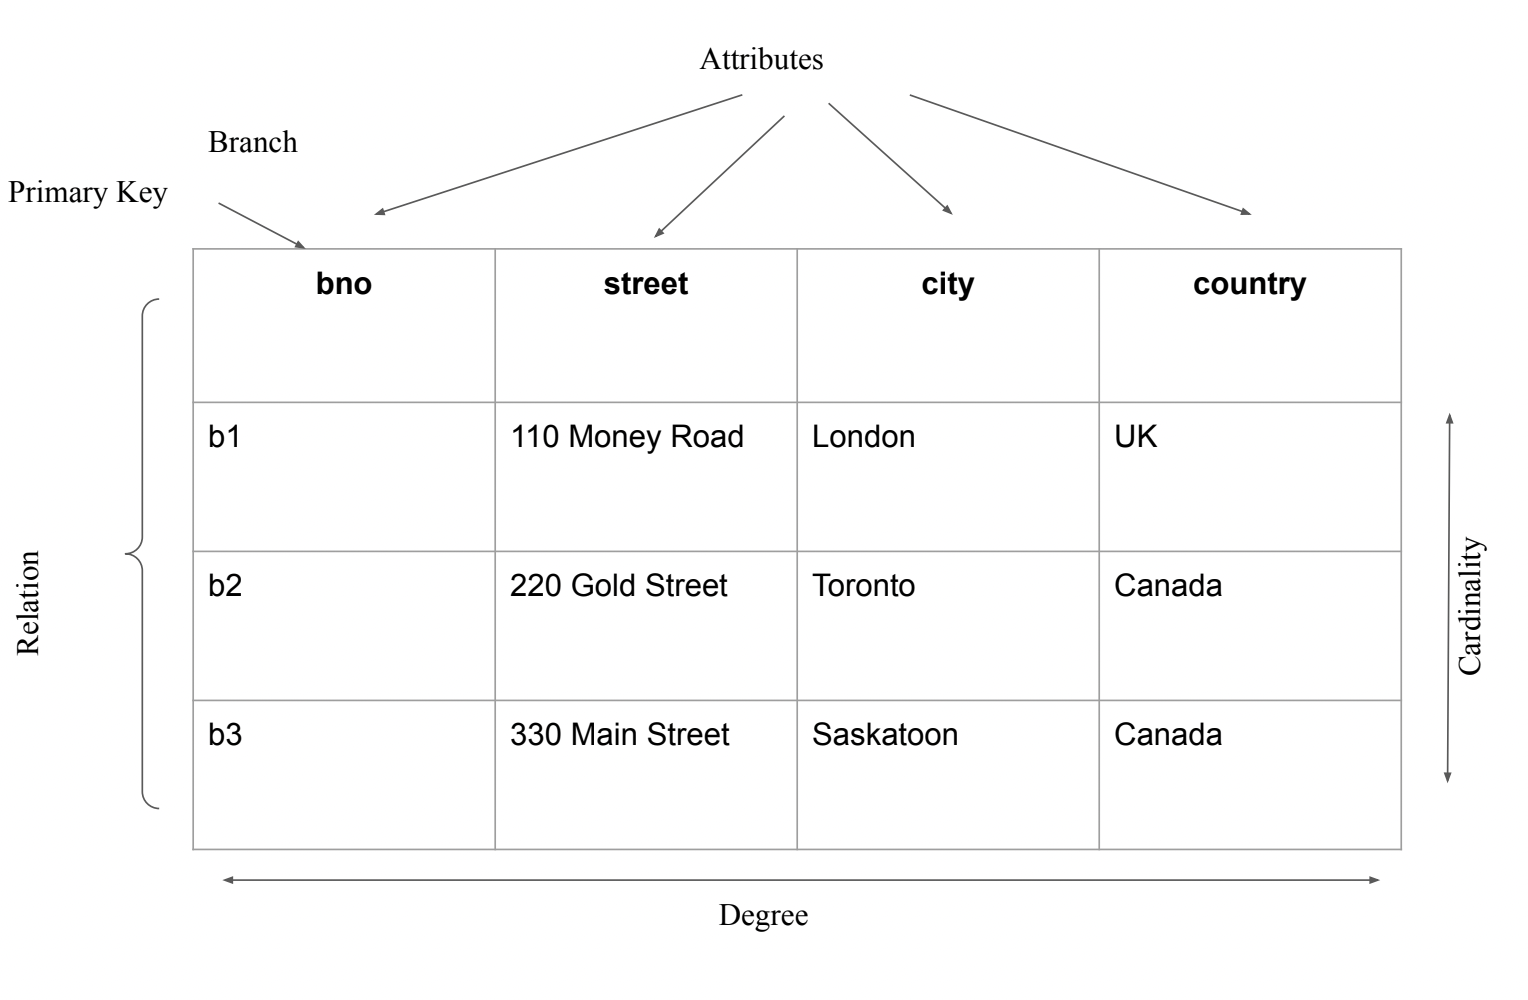 Attributes
Branch
Primary Key
bno street city country
b1 110 Money Road London UK
b2 220 Gold Street Toronto Canada
b3 330 Main Street Saskatoon Canada
Relation
Cardinality
Degree